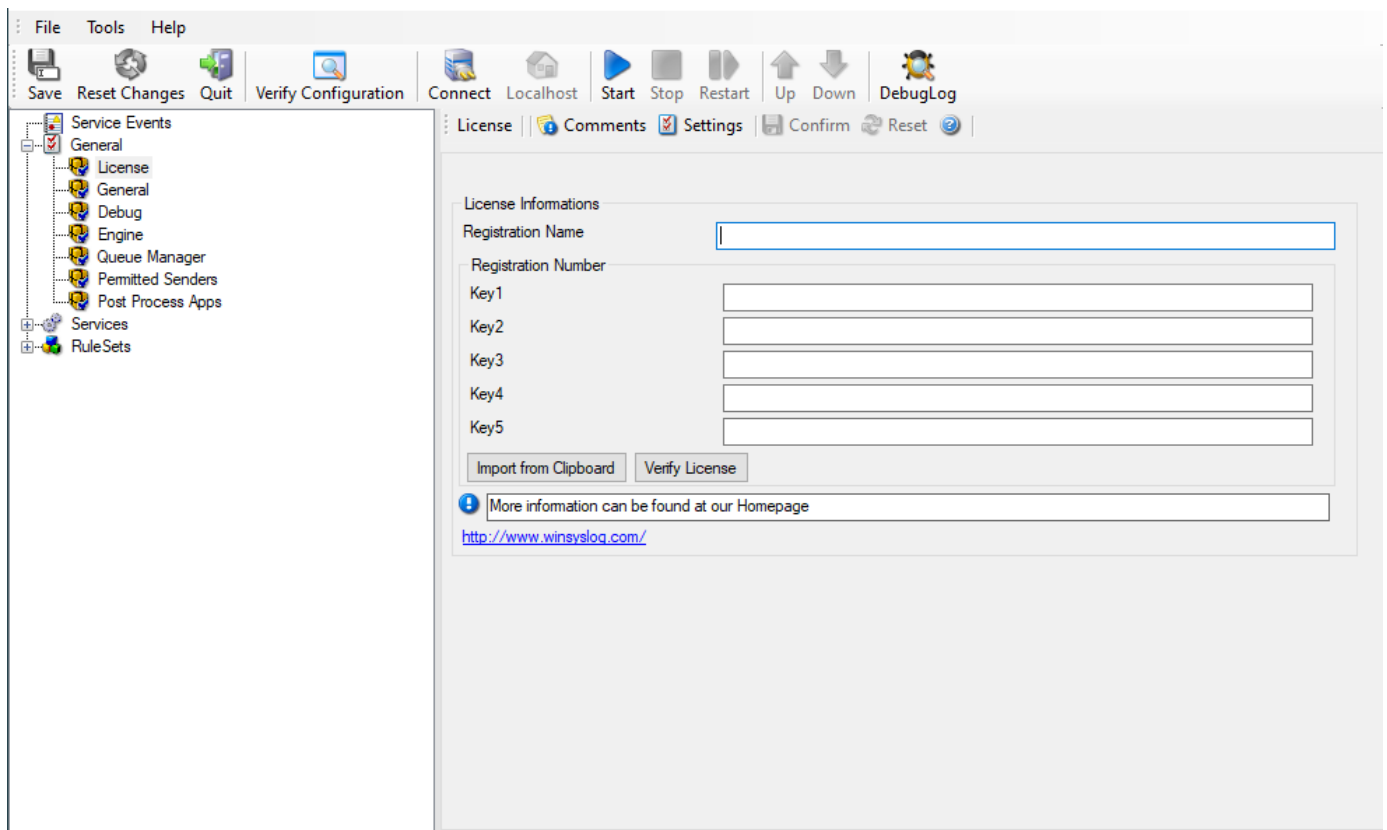 File Tools Help
Save Reset Changes Quit Verify Configuration Connect Localhost Start Stop Restart Up Down DebugLog
Service Events
General
License
General
Debug
Engine
Queue Manager
Permitted Senders
Post Process Apps
Services
RuleSets
License Comments Settings Confirm Reset
License Informations
Registration Name
Registration Number
Key1
Key2
Key3
Key4
Key5
Import from Clipboard Verify License
More information can be found at our Homepage
http://www.winsyslog.com/